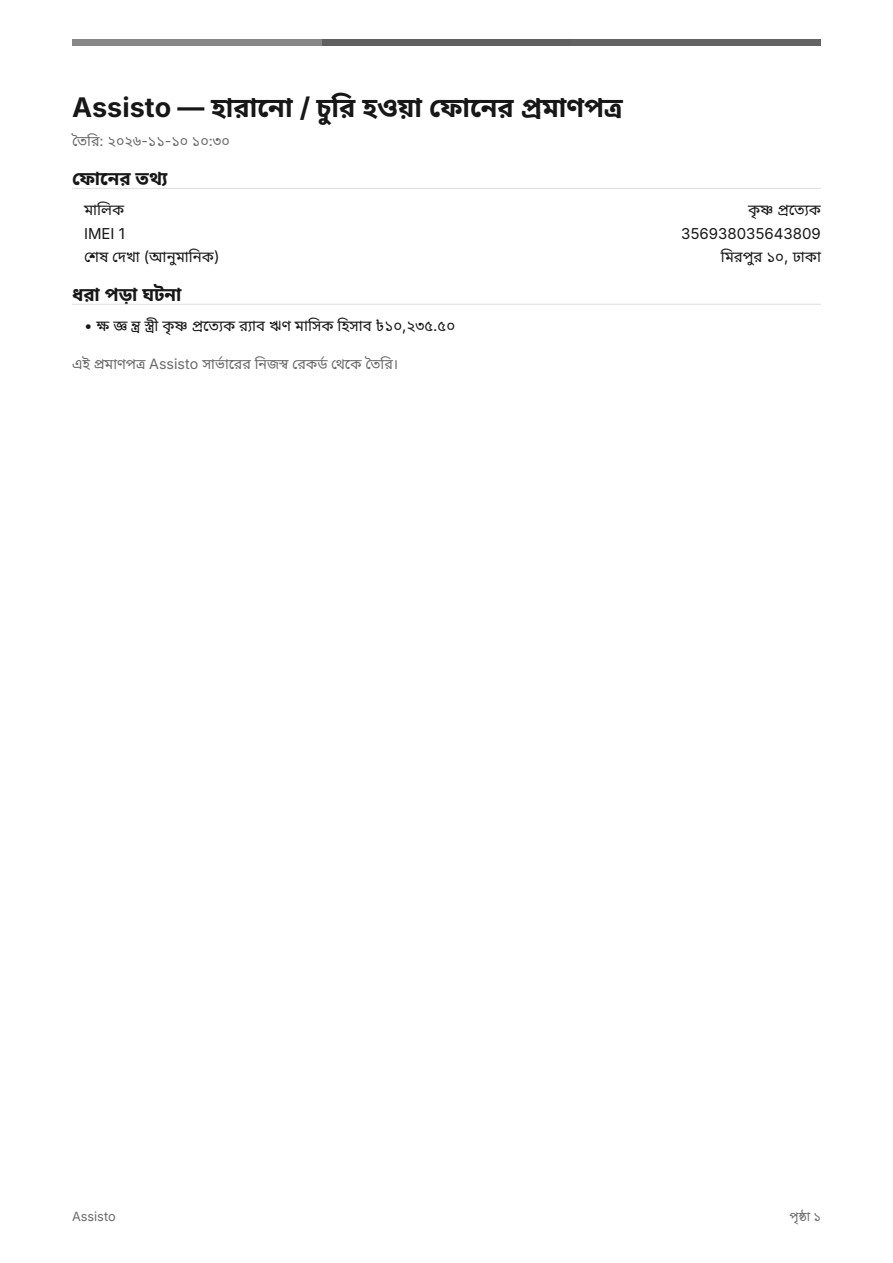 Assisto — হারানো / চুরি হওয়া ফোনের প্রমাণপত্র
তৈরি: ২০২৬-১১-১০ ১০:৩০
ফোনের তথ্য
মালিক কৃষ্ণ প্রত্যেক
IMEI 1 356938035643809
শেষ দেখা (আনুমানিক) মিরপুর ১০, ঢাকা
ধরা পড়া ঘটনা
• ক্ষ জ্ঞ ন্ত্র স্ত্রী কৃষ্ণ প্রত্যেক র‍্যাব ঋণ মাসিক হিসাব ৳১০,২৩৫.৫০
এই প্রমাণপত্র Assisto সার্ভারের নিজস্ব রেকর্ড থেকে তৈরি।
Assisto পৃষ্ঠা ১